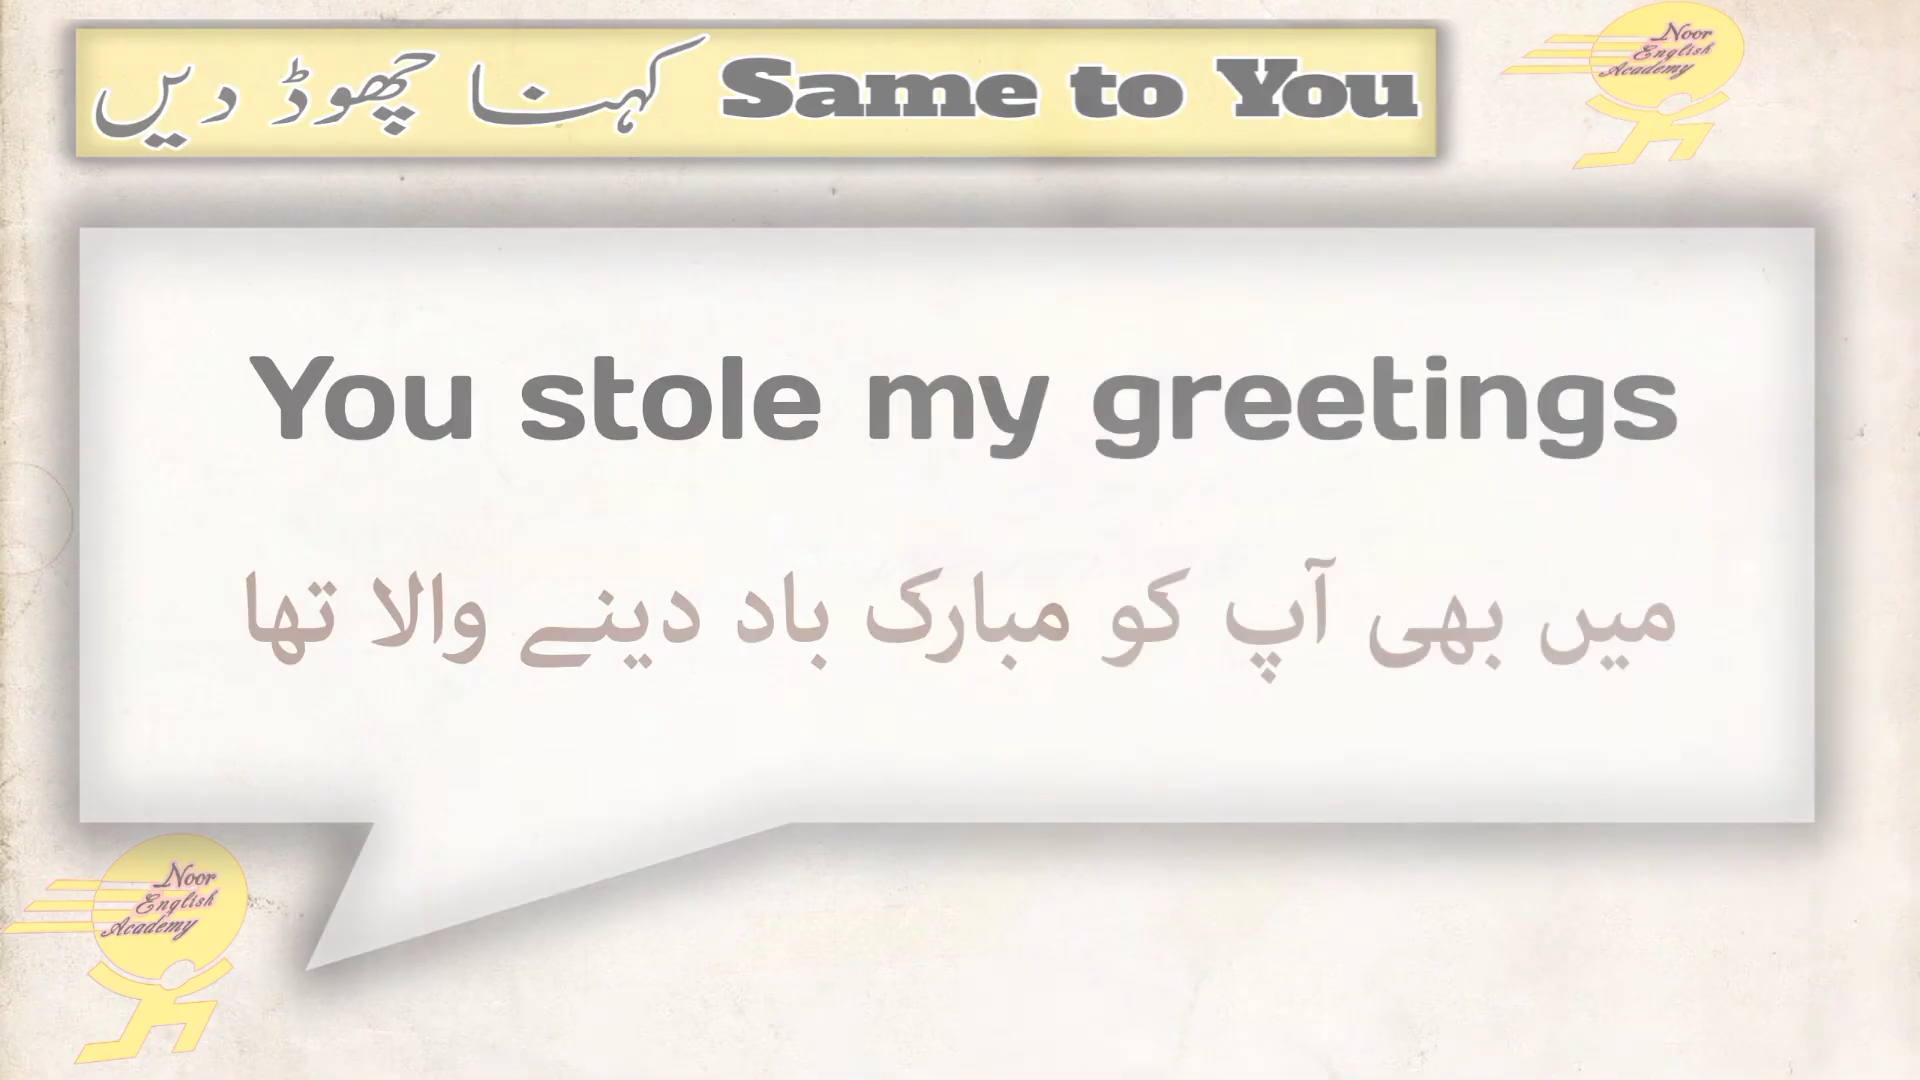 Same to You کہنا چھوڈ دیں
Noor
English
Academy
You stole my greetings
میں بھی آپ کو مبارک باد دینے والا تھا
Noor
English
Academy